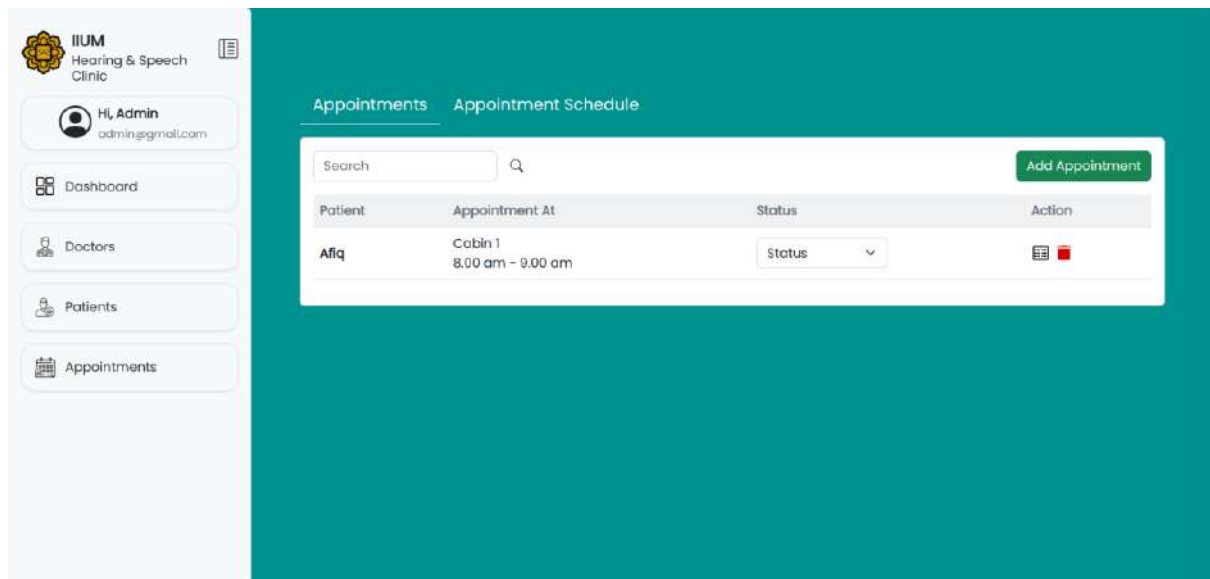 IIUM
Hearing & Speech
Clinic
Hi, Admin
admin@gmail.com
Dashboard
Doctors
Patients
Appointments
Appointments Appointment Schedule
Search
Add Appointment
Patient Appointment At Status Action
Afiq
Cabin 1
8.00 am - 9.00 am
Status